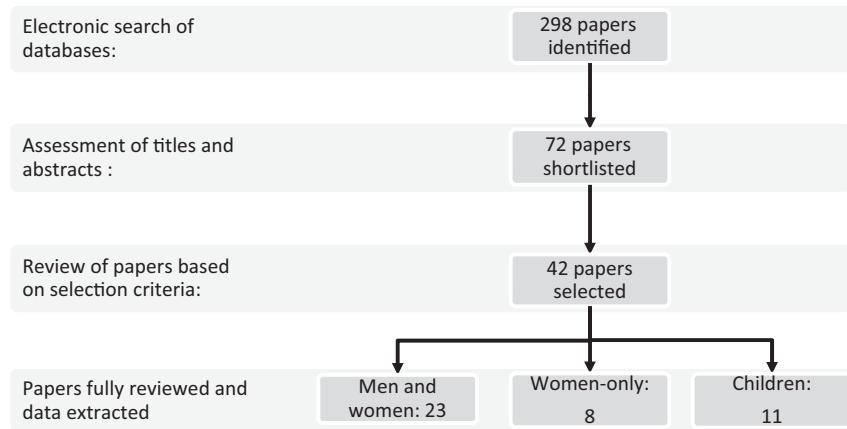 Electronic search of
databases:
298 papers
identified
Assessment of titles and
abstracts :
72 papers
shortlisted
Review of papers based
on selection criteria:
42 papers
selected
Papers fully reviewed and
data extracted
Men and
women: 23
Women-only:
8
Children:
11